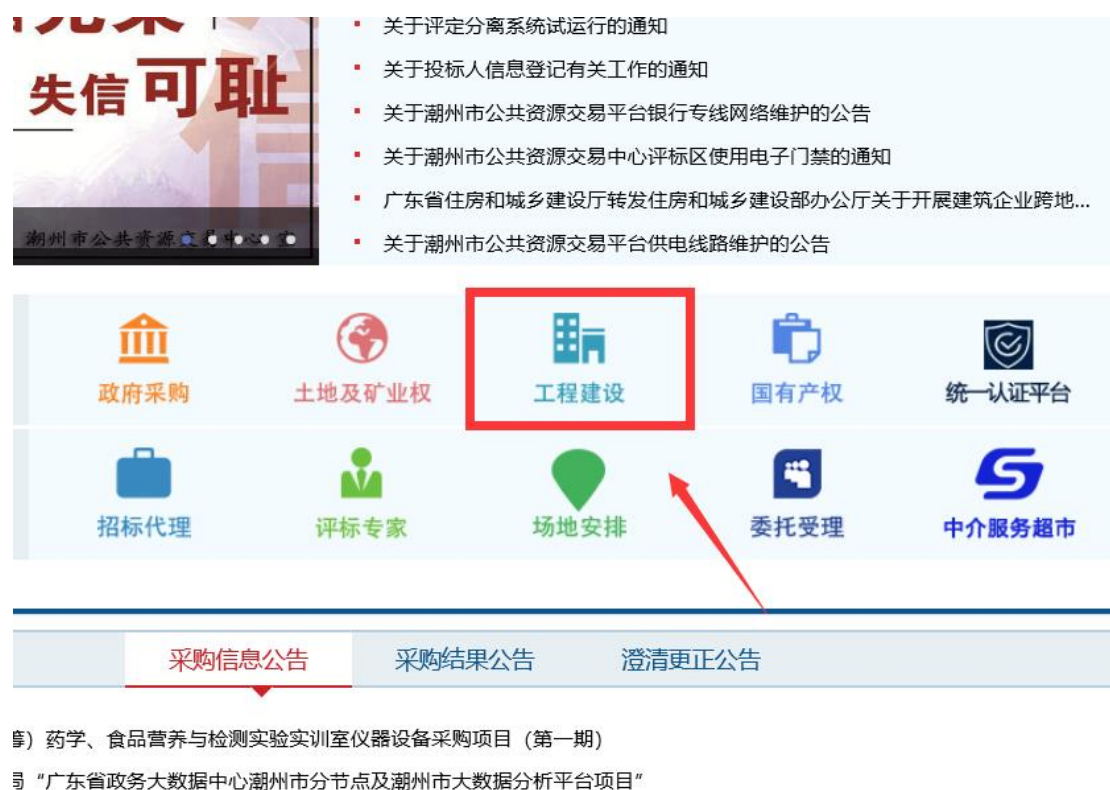 失信可耻
潮州市公共资源交易中心 宣
关于评定分离系统试运行的通知
关于投标人信息登记有关工作的通知
关于潮州市公共资源交易平台银行专线网络维护的公告
关于潮州市公共资源交易中心评标区使用电子门禁的通知
广东省住房和城乡建设厅转发住房和城乡建设部办公厅关于开展建筑企业跨地...
关于潮州市公共资源交易平台供电线路维护的公告
政府采购 土地及矿业权 工程建设 国有产权 统一认证平台
招标代理 评标专家 场地安排 委托受理 中介服务超市
采购信息公告 采购结果公告 澄清更正公告
）药学、食品营养与检测实验实训室仪器设备采购项目（第一期）
“广东省政务大数据中心潮州市分节点及潮州市大数据分析平台项目”